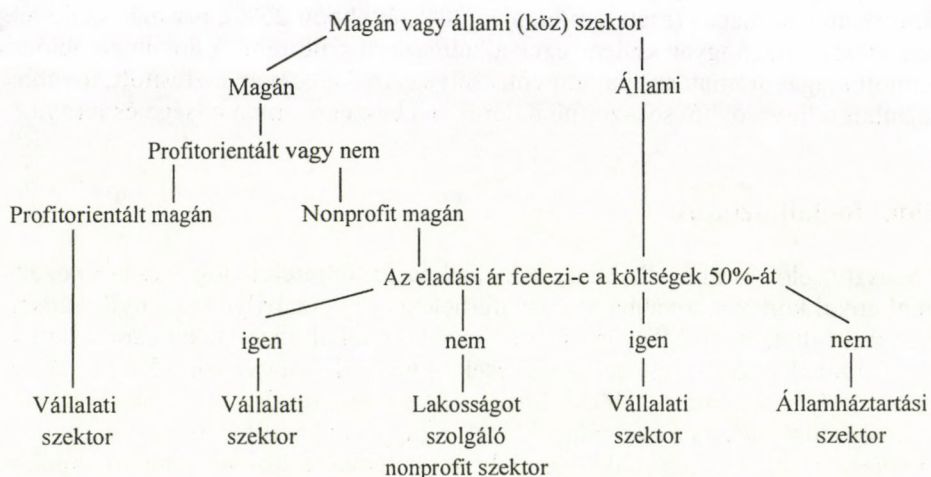 Magán vagy állami (köz) szektor
Magán Állami
Profitorientált vagy nem
Profitorientált magán Nonprofit magán
Az eladási ár fedezi-e a költségek 50%-át
igen nem igen nem
Vállalati Vállalati Lakosságot Vállalati Államháztartási
szektor szektor szolgáló szektor szektor
nonprofit szektor